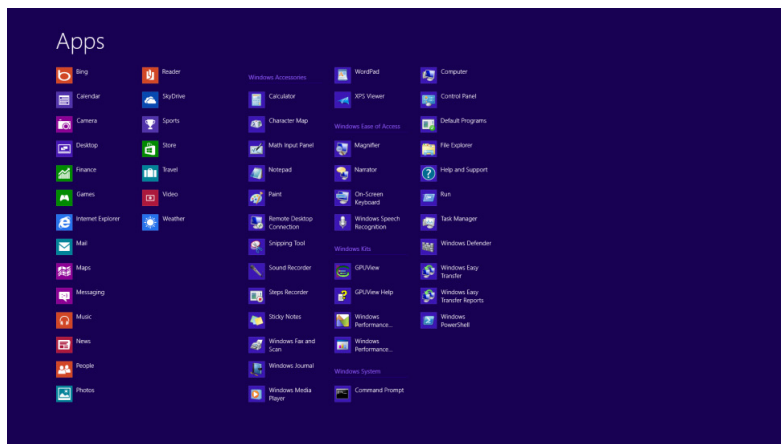 Apps
Bing
Calendar
Camera
Desktop
Finance
Games
Internet Explorer
Mail
Maps
Messaging
Music
News
People
Photos
Reader
SkyDrive
Sports
Store
Travel
Video
Weather
Windows Accessories
Calculator
Character Map
Math Input Panel
Notepad
Paint
Remote Desktop
Connection
Snipping Tool
Sound Recorder
Steps Recorder
Sticky Notes
Windows Fax and
Scan
Windows Journal
Windows Media
Player
WordPad
XPS Viewer
Windows Ease of Access
Magnifier
Narrator
On-Screen
Keyboard
Windows Speech
Recognition
Windows Kits
GPUView
GPUView Help
Windows
Performance...
Windows
Performance...
Windows System
Command Prompt
Computer
Control Panel
Default Programs
File Explorer
Help and Support
Run
Task Manager
Windows Defender
Windows Easy
Transfer
Windows Easy
Transfer Reports
Windows
PowerShell